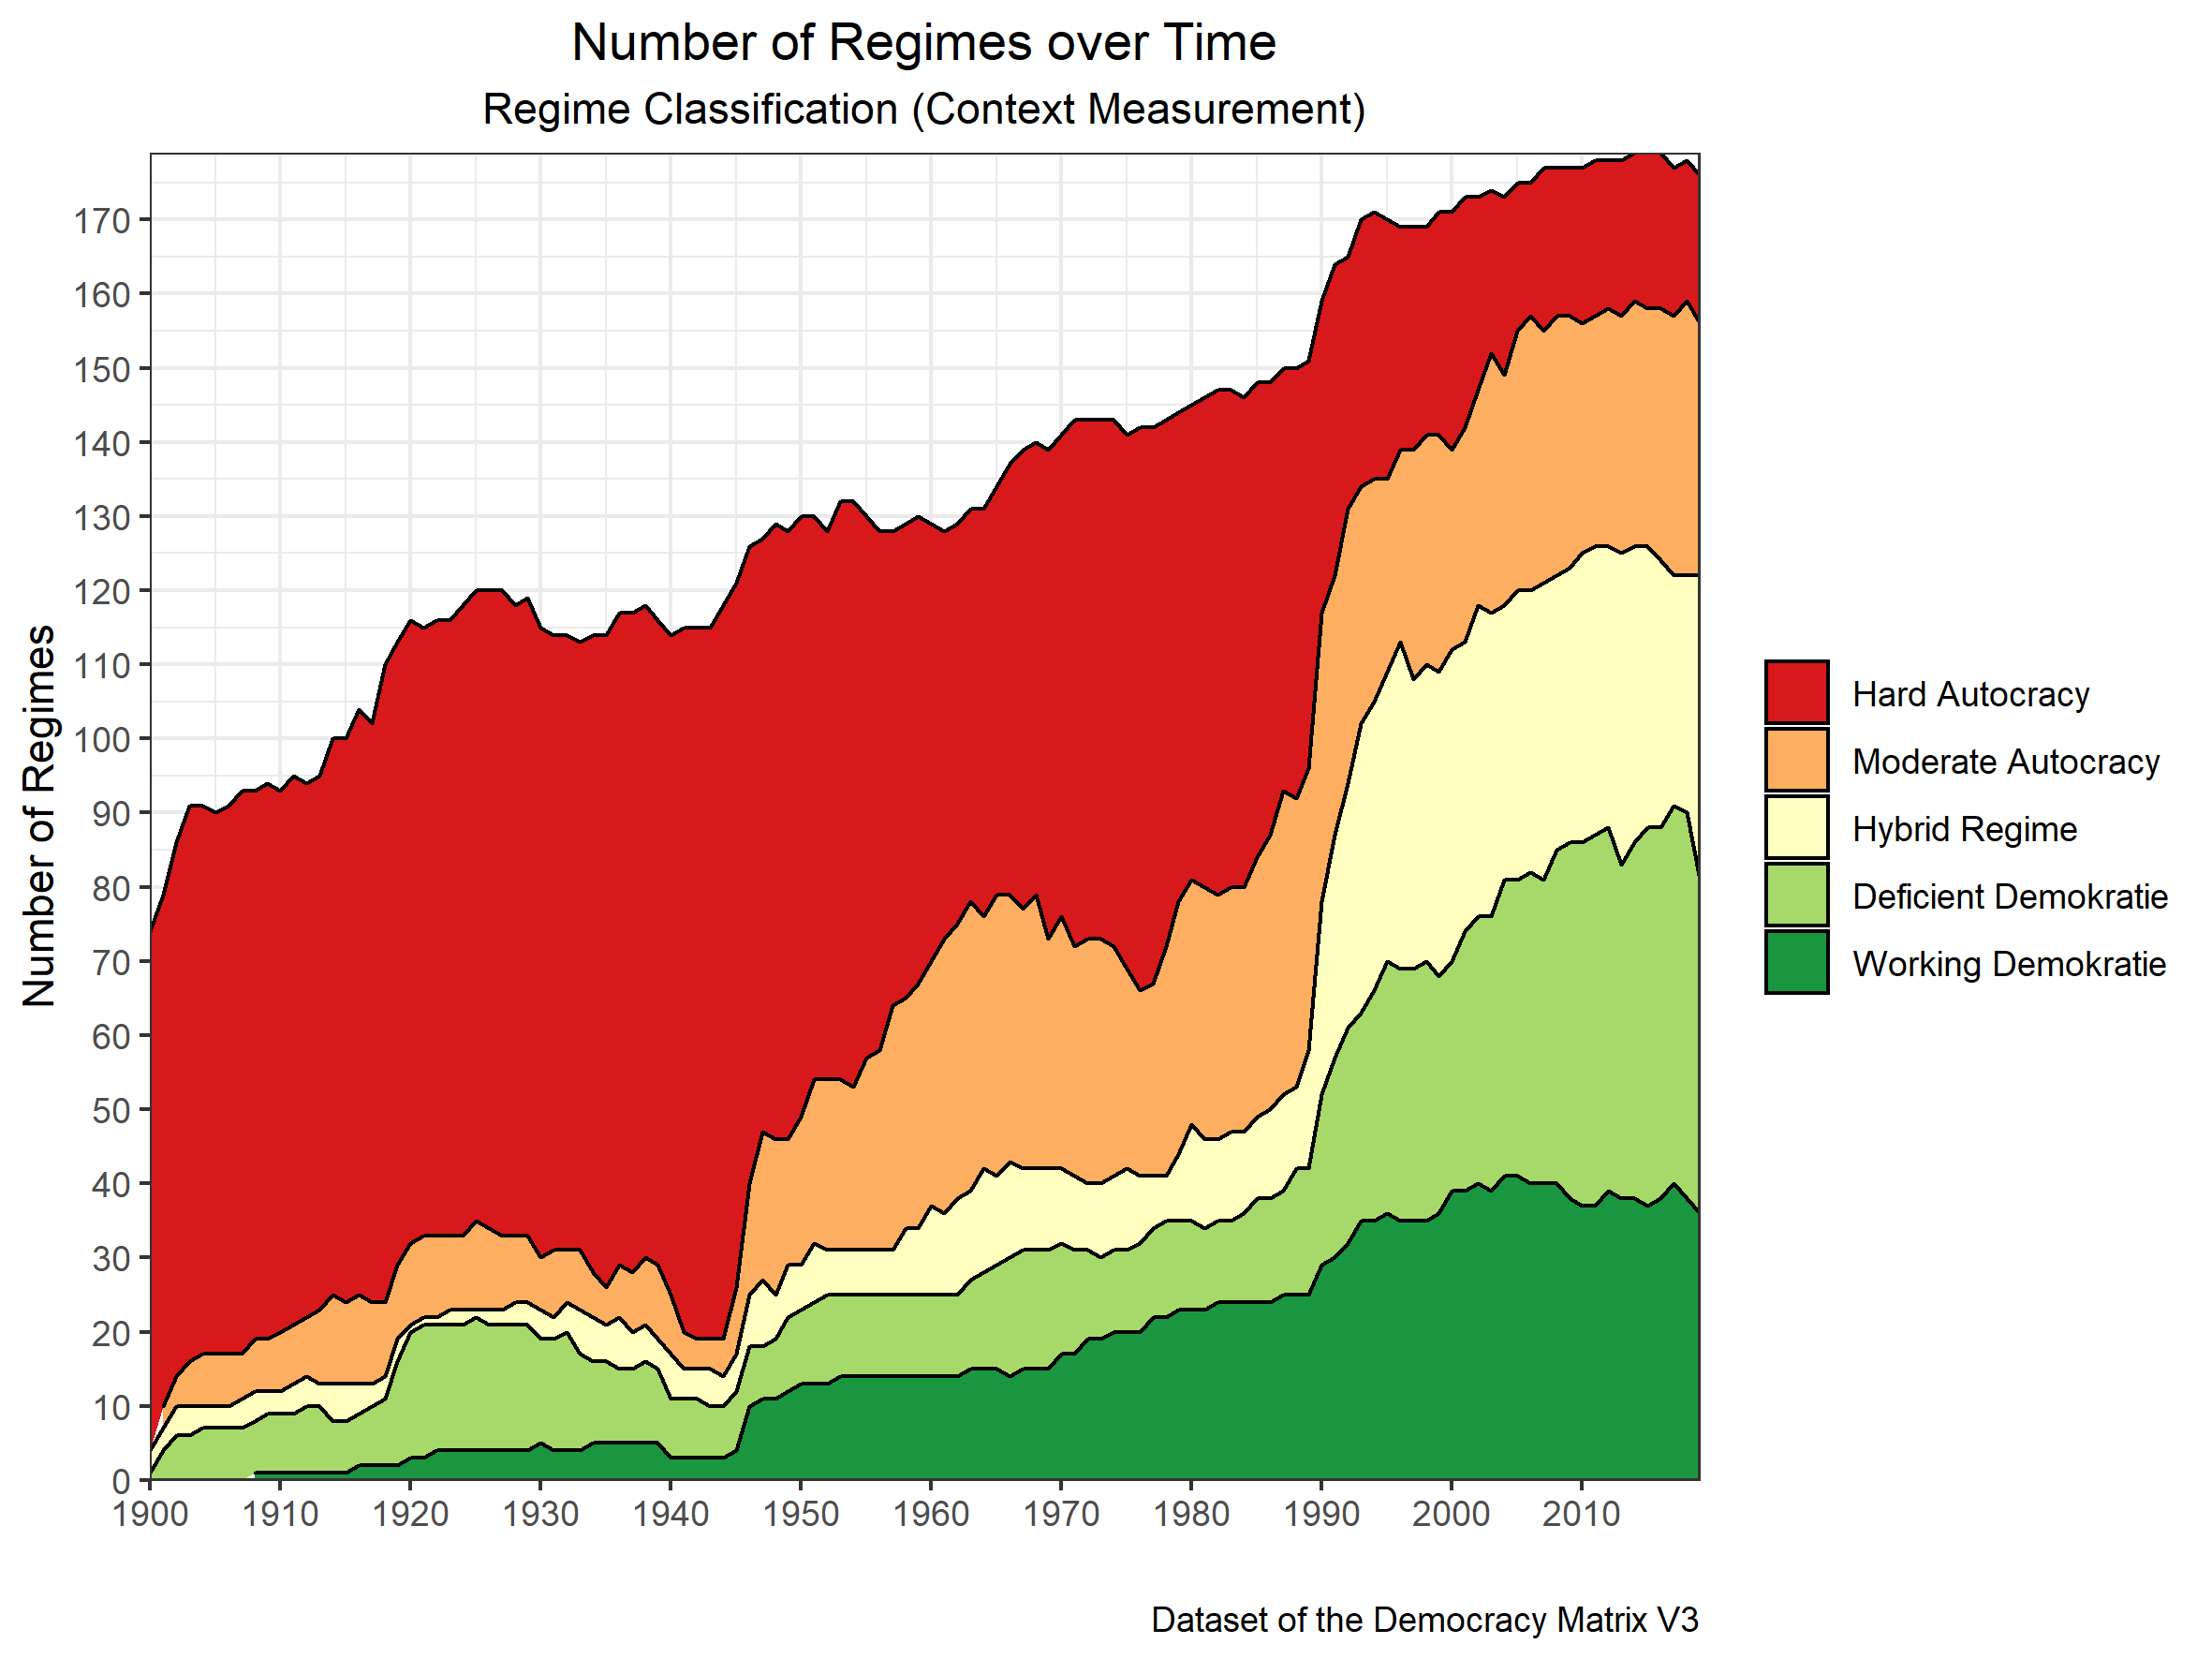 Number of Regimes over Time
Regime Classification (Context Measurement)
Number of Regimes
170
160
150
140
130
120
110
100
90
80
70
60
50
40
30
20
10
0
1900 1910 1920 1930 1940 1950 1960 1970 1980 1990 2000 2010
Hard Autocracy
Moderate Autocracy
Hybrid Regime
Deficient Demokratie
Working Demokratie
Dataset of the Democracy Matrix V3